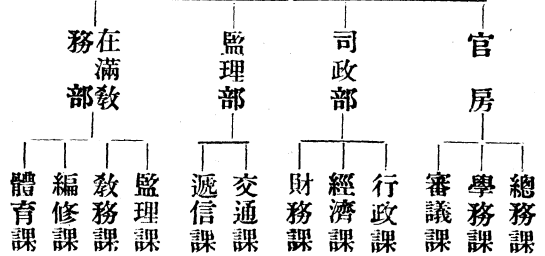 官房
總務課
學務課
審議課
司政部
行政課
經濟課
財務課
監理部
交通課
遞信課
在滿敎務部
監理課
敎務課
編修課
體育課